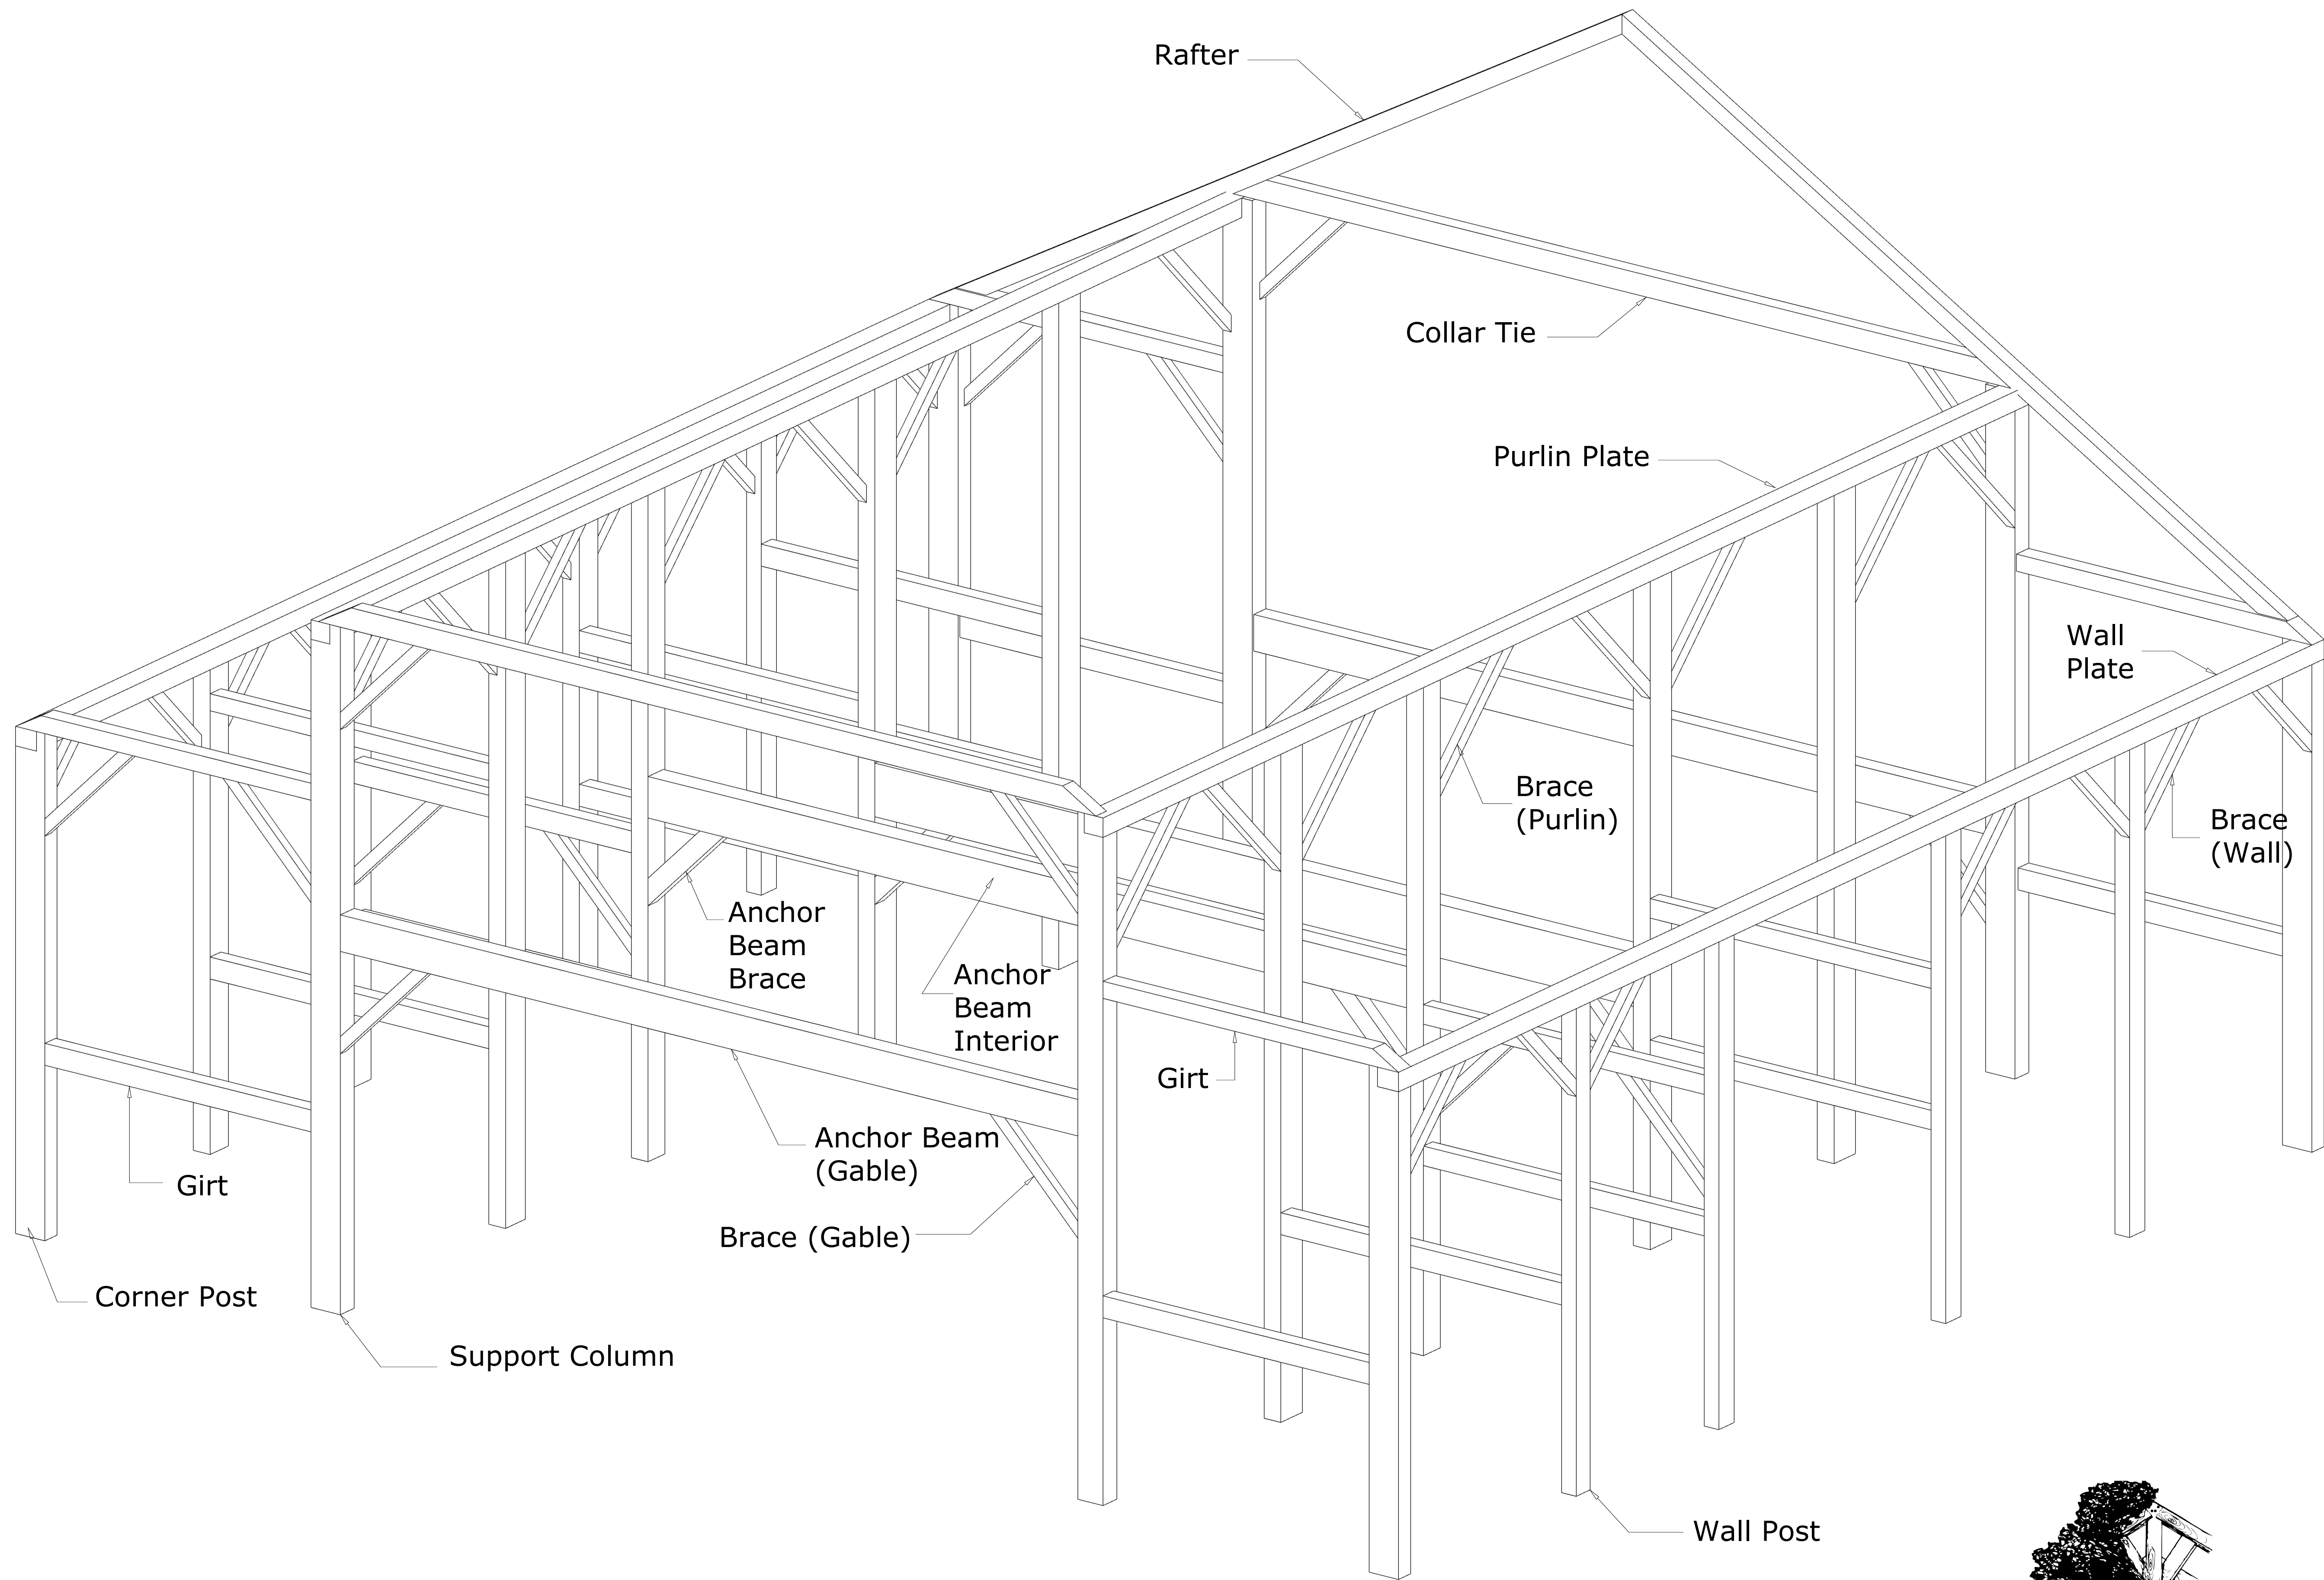 Rafter
Collar Tie
Purlin Plate
Wall
Plate
Brace
(Purlin)
Brace
(Wall)
Anchor
Beam
Brace
Anchor
Beam
Interior
Girt
Anchor Beam
(Gable)
Girt
Brace (Gable)
Corner Post
Support Column
Wall Post